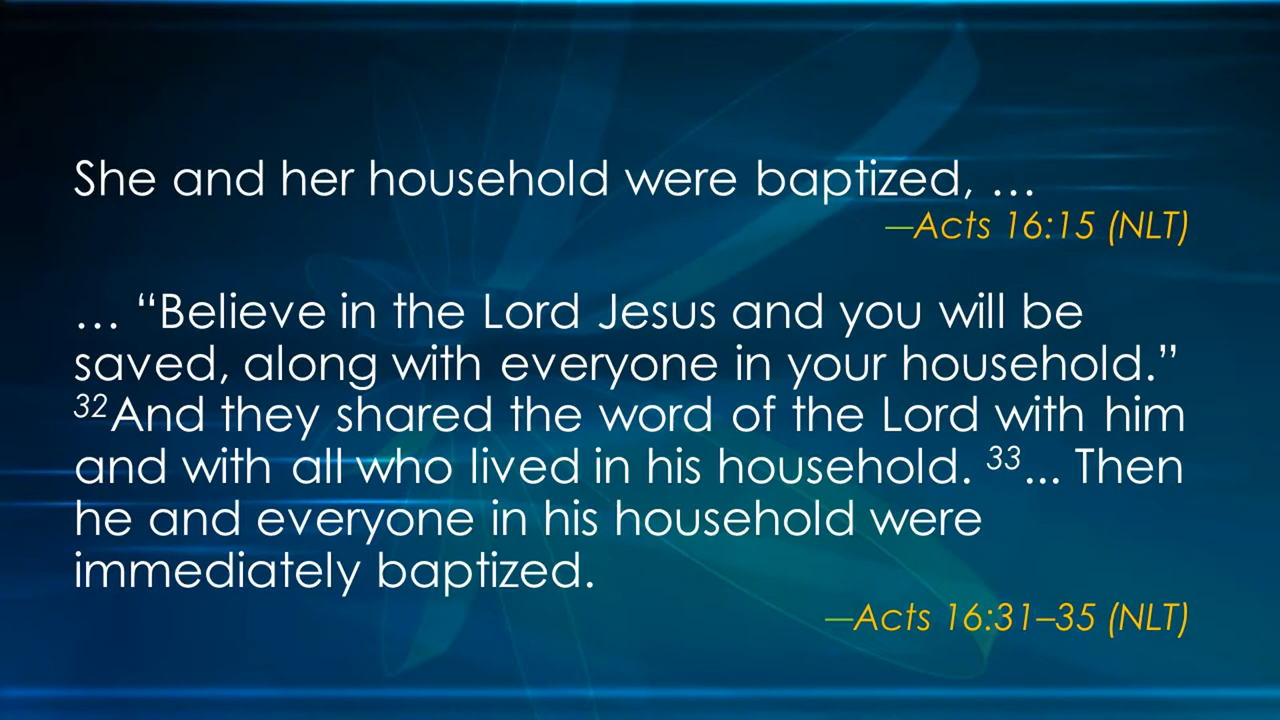 She and her household were baptized, …
—Acts 16:15 (NLT)
… “Believe in the Lord Jesus and you will be
saved, along with everyone in your household.”
32And they shared the word of the Lord with him
and with all who lived in his household. 33... Then
he and everyone in his household were
immediately baptized.
—Acts 16:31–35 (NLT)